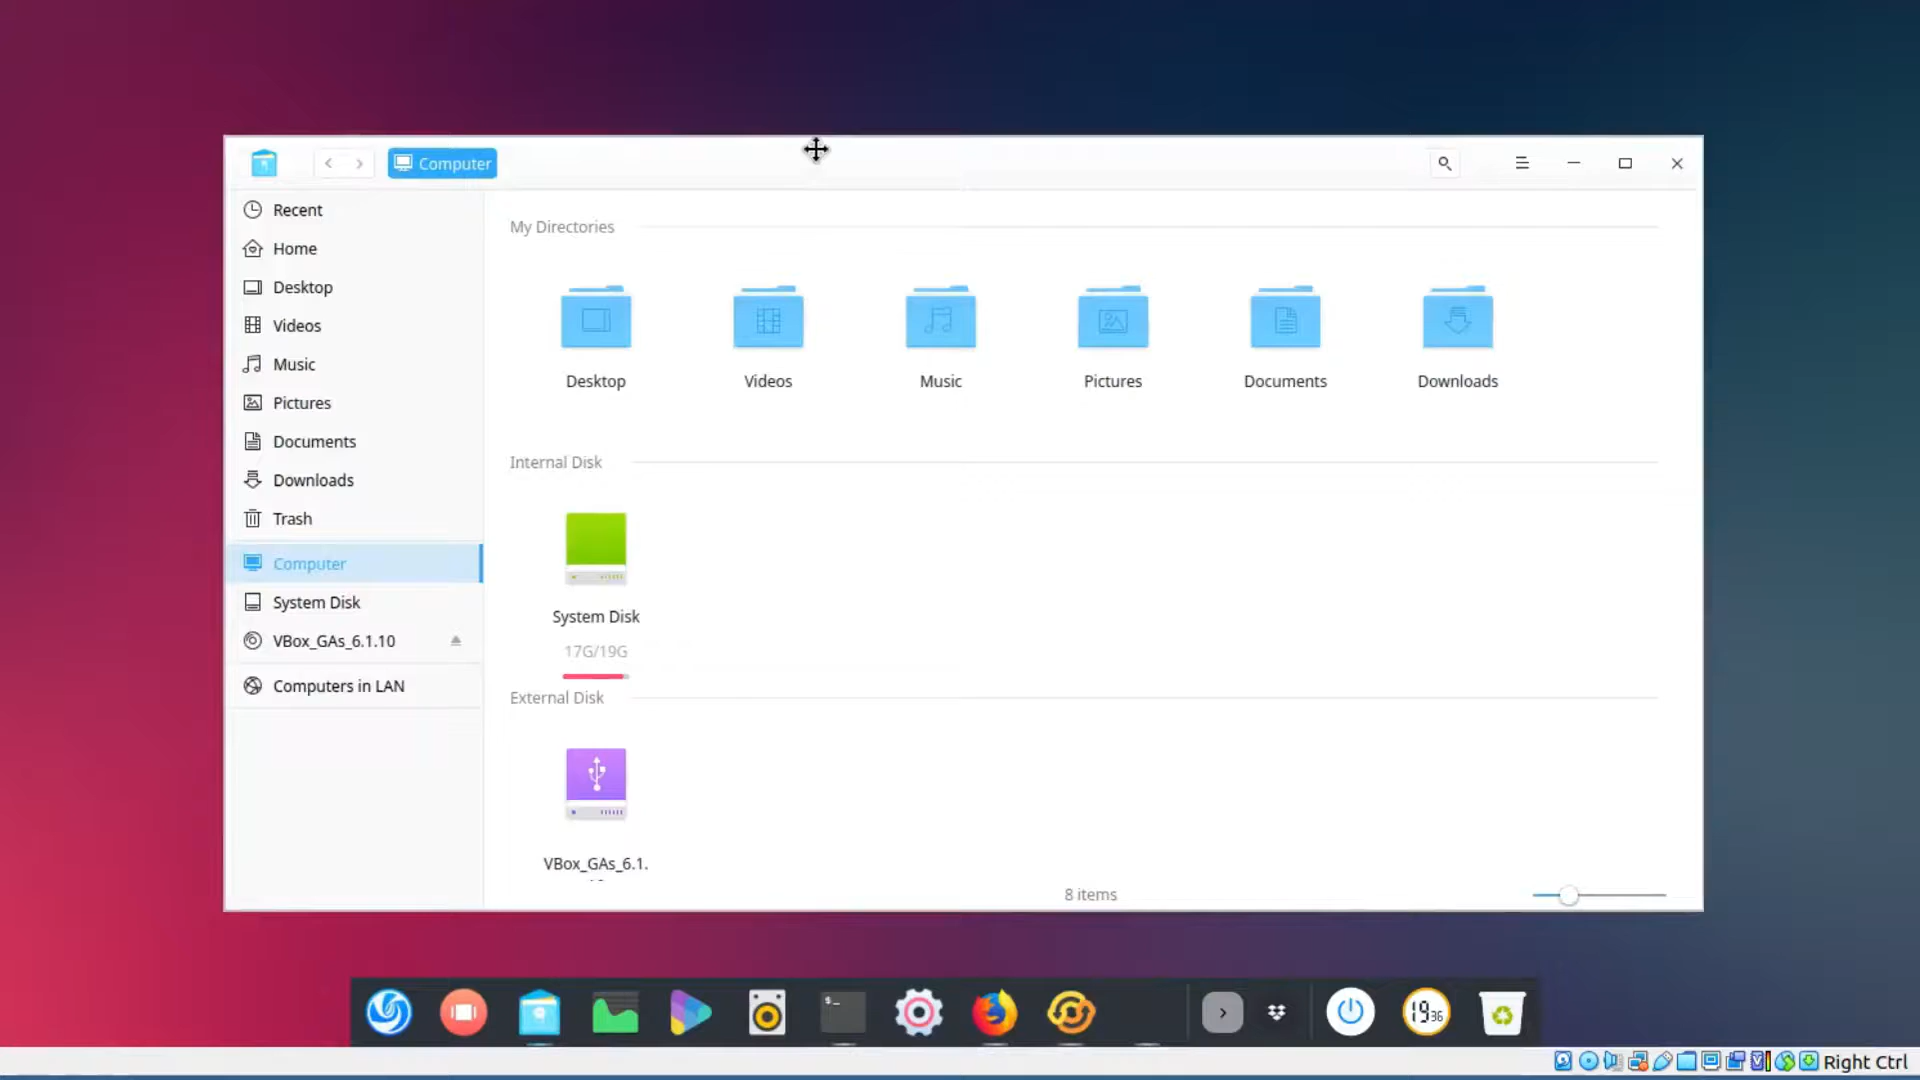 Computer
Recent
Home
Desktop
Videos
Music
Pictures
Documents
Downloads
Trash
Computer
System Disk
VBox_GAs_6.1.10
Computers in LAN
My Directories
Desktop
Videos
Music
Pictures
Documents
Downloads
Internal Disk
System Disk
17G/19G
External Disk
VBox_GAs_6.1.
8 items
$_
19 36
Right Ctrl